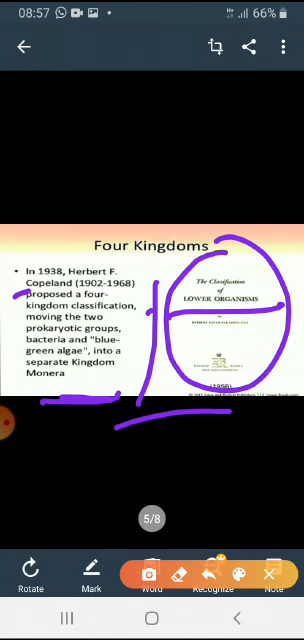 08:57
66%
Four Kingdoms
• In 1938, Herbert F.
Copeland (1902-1968)
proposed a four-
kingdom classification,
moving the two
prokaryotic groups,
bacteria and "blue-
green algae", into a
separate Kingdom
Monera
The Classification
of
LOWER ORGANISMS
(1956)
5/8
Rotate
Mark
Word
Recognize
Note